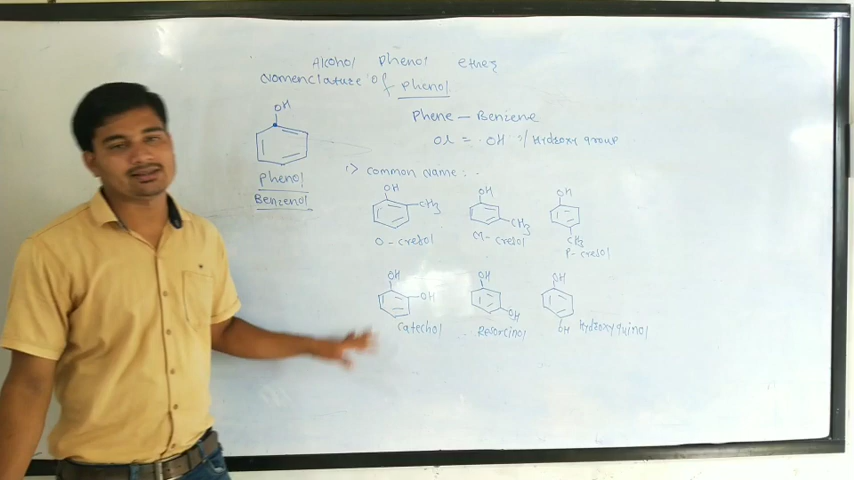 Alcohol Phenol ether
Nomenclature of Phenol
OH
Phenol
Benzenol
Phene - Benzene
Ol = OH // Hydroxy group
1) Common Name : -
OH CH3
O - Cresol
OH CH3
M - Cresol
OH CH3
P - Cresol
OH OH
Catechol
OH OH
Resorcinol
OH OH
Hydroxyquinol